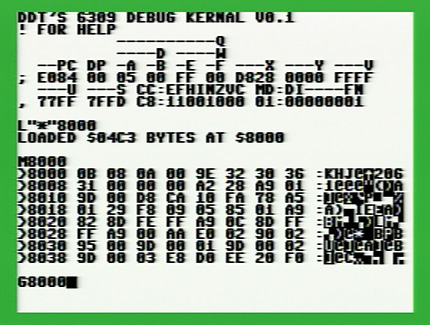 DDT'S 6309 DEBUG KERNAL V0.1
! FOR HELP
----------Q
----D ----W
--PC DP -A -B -E -F ---X ---Y ---V
; E084 00 05 00 FF 00 D828 0000 FFFF
---U ---S CC:EFHINZVC MD:DI----FM
, 77FF 7FFD C8:11001000 01:00000001
L"*"8000
LOADED $04C3 BYTES AT $8000
M8000
>8000 0B 08 0A 00 9E 32 30 36 :KHJ@206
>8008 31 00 00 00 A2 28 A9 01 :1@@@
>8010 9D 00 D8 CA 10 FA 78 A5
>8018 01 29 F8 09 05 85 01 A9 :A)
>8020 82 8D FE FF A9 0C 8D FF
>8028 FF A9 00 AA E0 02 90 02
>8030 95 00 9D 00 01 9D 00 02
>8038 9D 00 03 E8 D0 EE 20 F0
G8000